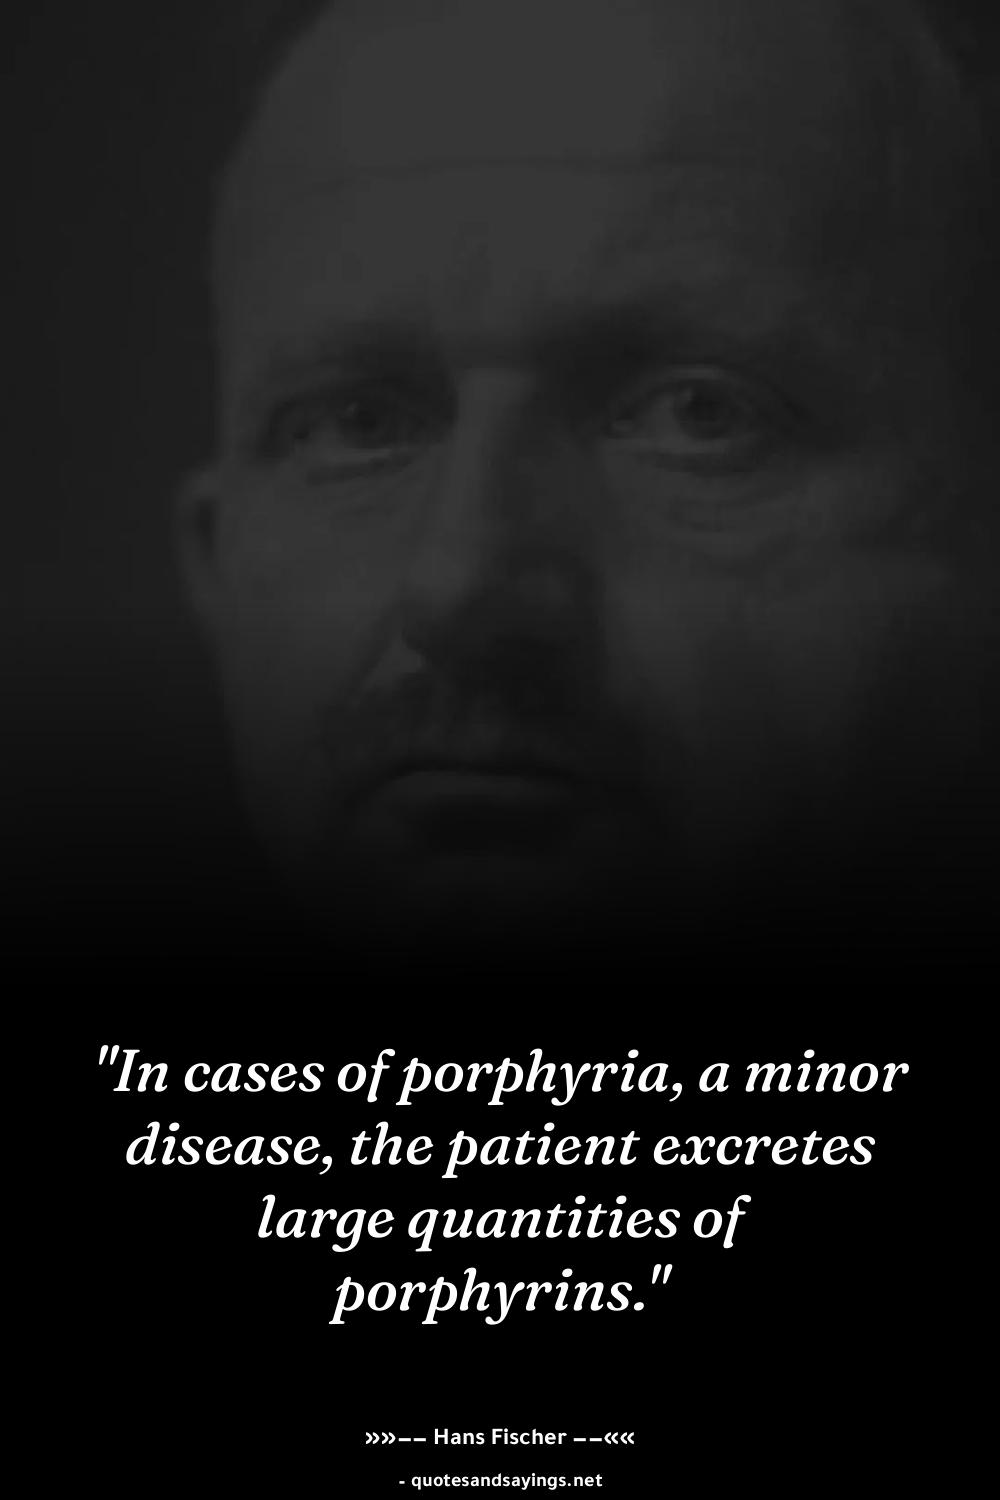 "In cases of porphyria, a minor
disease, the patient excretes
large quantities of
porphyrins."
»»−− Hans Fischer −−««
- quotesandsayings.net